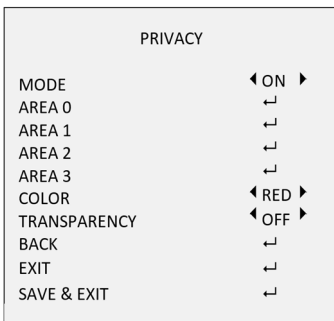 PRIVACY
MODE ON
AREA 0
AREA 1
AREA 2
AREA 3
COLOR RED
TRANSPARENCY OFF
BACK
EXIT
SAVE & EXIT